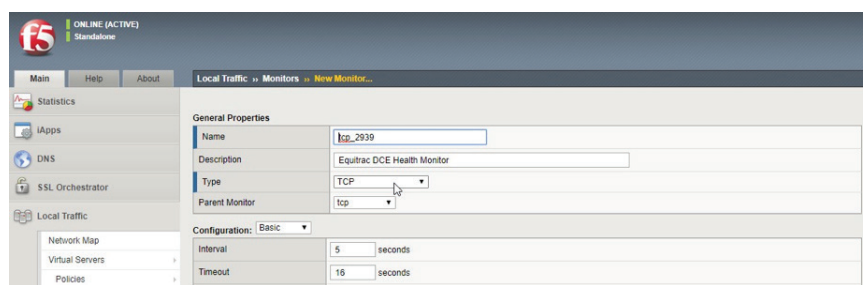 f5
ONLINE (ACTIVE)
Standalone
Main Help About
Local Traffic ›› Monitors ›› New Monitor...
Statistics
iApps
DNS
SSL Orchestrator
Local Traffic
Network Map
Virtual Servers
Policies
General Properties
Name tcp_2939
Description Equitrac DCE Health Monitor
Type TCP
Parent Monitor tcp
Configuration: Basic
Interval 5 seconds
Timeout 16 seconds